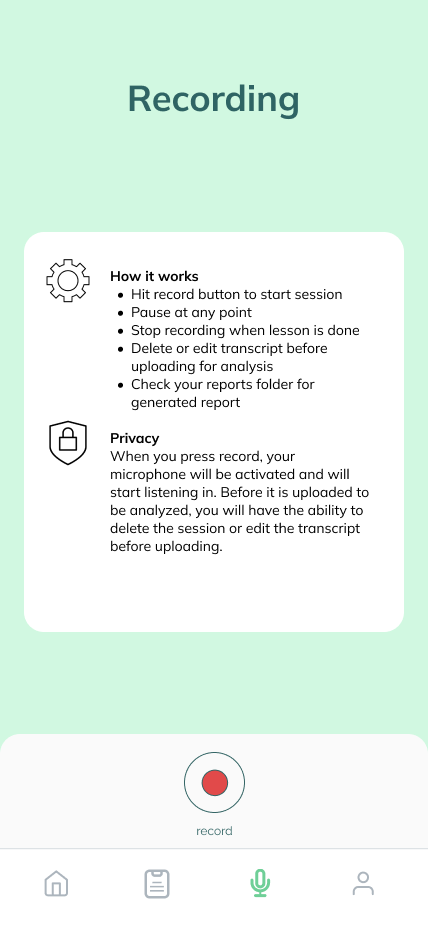 Recording
How it works
• Hit record button to start session
• Pause at any point
• Stop recording when lesson is done
• Delete or edit transcript before
uploading for analysis
• Check your reports folder for
generated report
Privacy
When you press record, your
microphone will be activated and will
start listening in. Before it is uploaded to
be analyzed, you will have the ability to
delete the session or edit the transcript
before uploading.
record